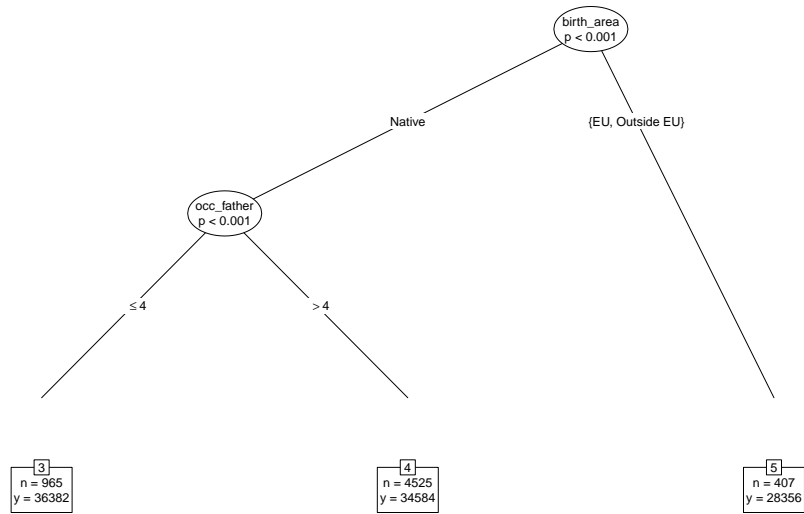 birth_area
p < 0.001
Native
{EU, Outside EU}
occ_father
p < 0.001
≤ 4
> 4
3
n = 965
y = 36382
4
n = 4525
y = 34584
5
n = 407
y = 28356